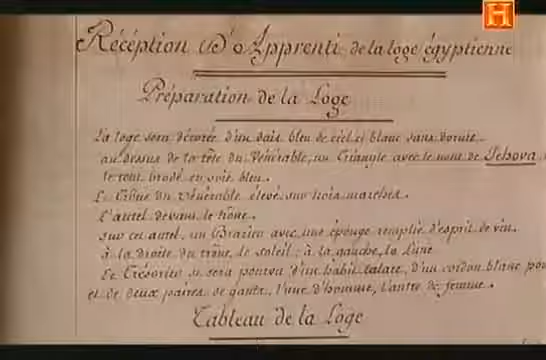 H
Récéption D'Apprenti de la loge égyptienne
Préparation de la Loge
La loge sera décorée d'un dais bleu de ciel et blanc sans dorure.
au dessus de la tête du Vénérable, un Triangle avec le nom de Jehova
le tout brodé en soie bleu.
Le Trône du vénérable élevé sur trois marches.
L'autel devant le trône.
Sur cet autel, un Brazier avec une éponge remplie d'esprit de vin.
à la droite du trône, le soleil; à la gauche, la Lune
Le Récipiendaire sera pourvu d'un habit talare, d'un cordon blanc
et de deux paires de gants, l'une d'homme, l'autre de femme.
Tableau de la Loge